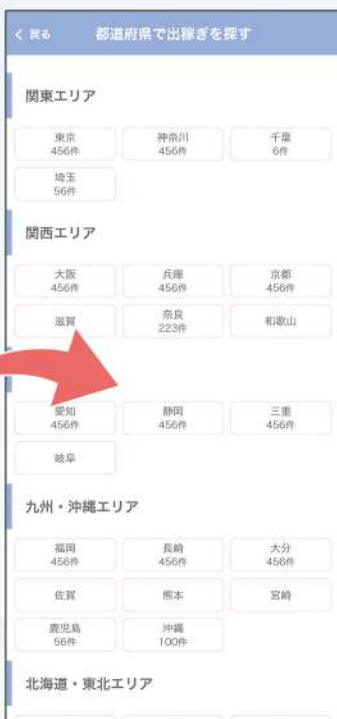 < 戻る 都道府県で出稼ぎを探す
関東エリア
東京 神奈川 千葉
456件 456件 6件
埼玉
56件
関西エリア
大阪 兵庫 京都
456件 456件 456件
滋賀 奈良 和歌山
223件
愛知 静岡 三重
456件 456件 456件
岐阜
九州・沖縄エリア
福岡 長崎 大分
456件 456件 456件
佐賀 熊本 宮崎
鹿児島 沖縄
56件 100件
北海道・東北エリア